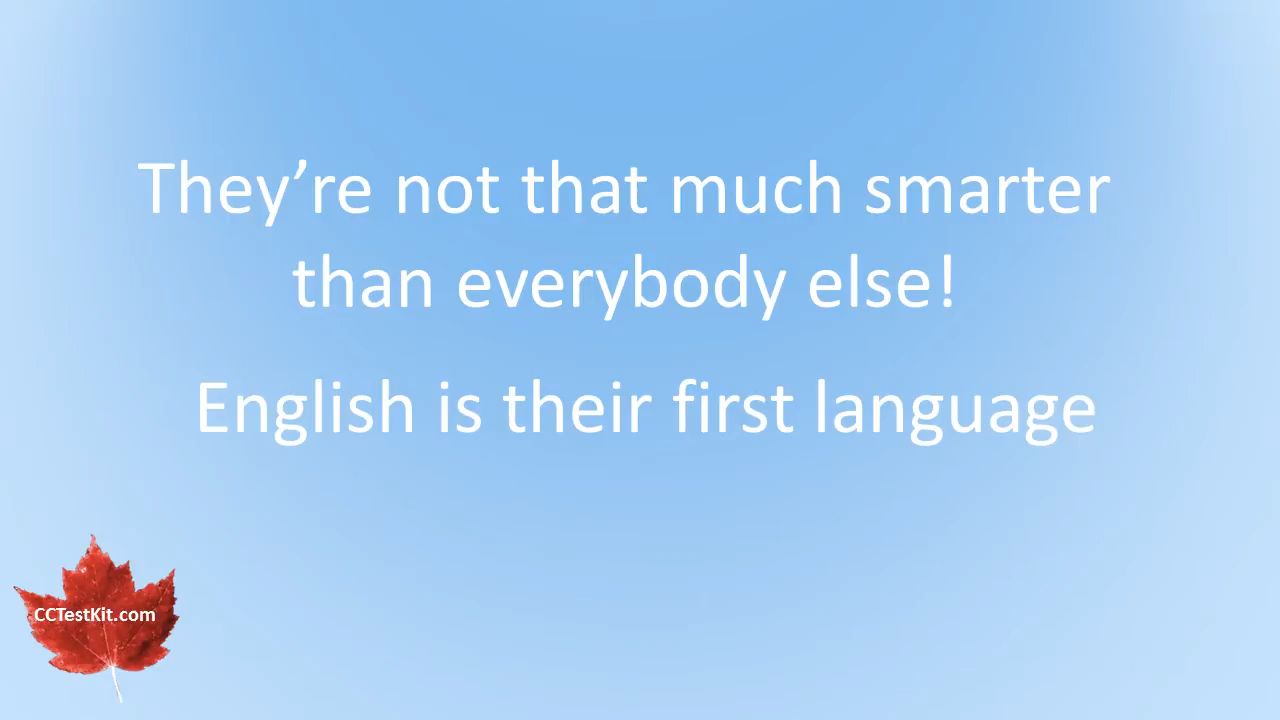 They’re not that much smarter
than everybody else!
English is their first language
CCTestKit.com